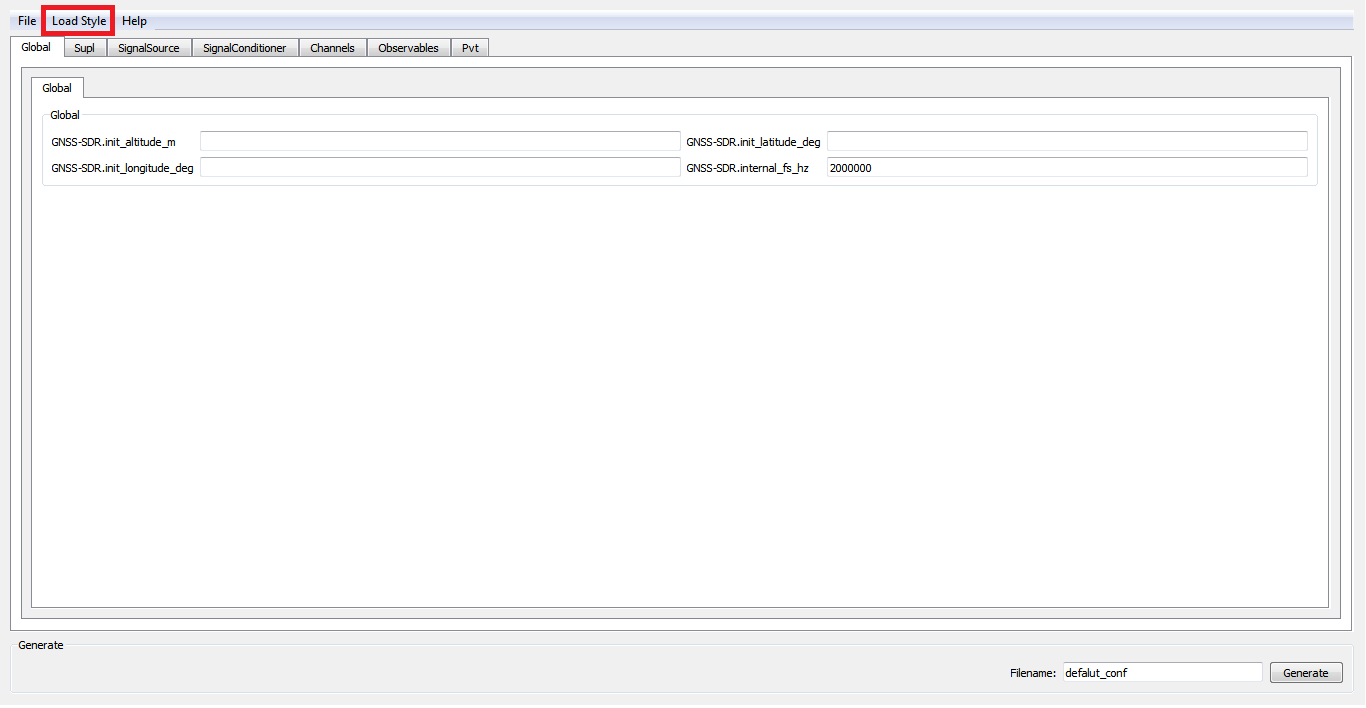 File Load Style Help
Global Supl SignalSource SignalConditioner Channels Observables Pvt
Global
Global
GNSS-SDR.init_altitude_m GNSS-SDR.init_latitude_deg
GNSS-SDR.init_longitude_deg GNSS-SDR.internal_fs_hz 2000000
Generate
Filename: defalut_conf Generate